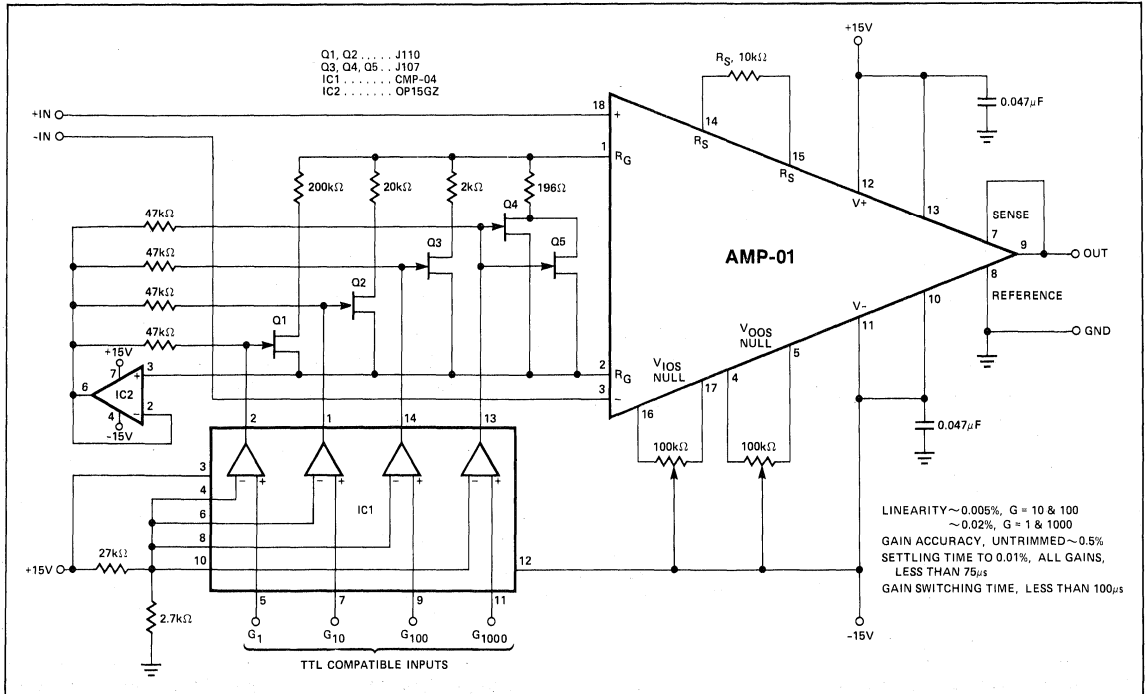 Q1, Q2 ..... J110
Q3, Q4, Q5 .. J107
IC1 ....... CMP-04
IC2 ....... OP15GZ
+15V
RS, 10kΩ
0.047μF
+IN
-IN
18
+
14
RS
15
RS
1
RG
12
V+
13
200kΩ
20kΩ
2kΩ
196Ω
SENSE
7
9
OUT
8
REFERENCE
GND
47kΩ
47kΩ
47kΩ
47kΩ
Q4
Q5
Q3
Q2
Q1
AMP-01
V-
11
10
VOOS
NULL
5
VIOS
NULL
17
4
16
2
RG
3
-
+15V
7
3
+
6
IC2
2
-
4
-15V
100kΩ
100kΩ
0.047μF
2
1
14
13
3
4
6
8
10
- +
- +
- +
- +
IC1
12
+15V
27kΩ
2.7kΩ
5
7
9
11
G1
G10
G100
G1000
TTL COMPATIBLE INPUTS
-15V
LINEARITY~0.005%, G = 10 & 100
~0.02%, G = 1 & 1000
GAIN ACCURACY, UNTRIMMED~0.5%
SETTLING TIME TO 0.01%, ALL GAINS,
LESS THAN 75μs
GAIN SWITCHING TIME, LESS THAN 100μs